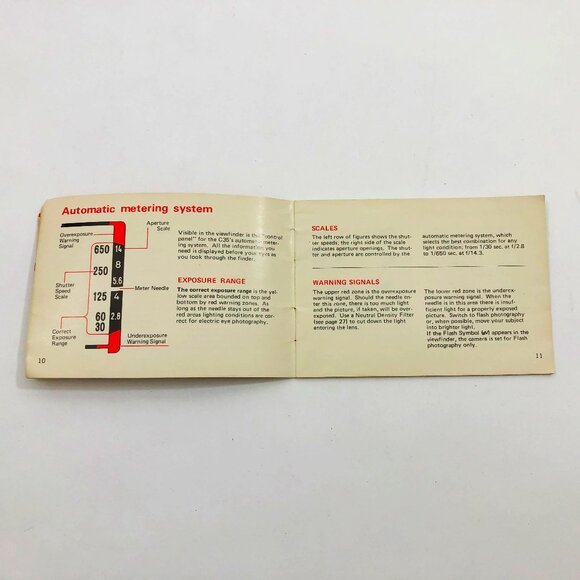 Automatic metering system
Overexposure
Warning
Signal
Aperture
Scale
650 14
8
250
5.6
Shutter
Speed
Scale
Meter Needle
125 4
60 2.8
30
Correct
Exposure
Range
Underexposure
Warning Signal
Visible in the viewfinder is the "control
panel" for the C35's automatic meter-
ing system. All the information you
need is displayed before your eyes as
you look through the finder.
EXPOSURE RANGE
The correct exposure range is the yel-
low scale area bounded on top and
bottom by red warning areas. As
long as the needle stays out of the
red areas lighting conditions are cor-
rect for electric eye photography.
10
SCALES
The left row of figures shows the shut-
ter speeds; the right side of the scale
indicates aperture openings. The shut-
ter and aperture are controlled by the
automatic metering system, which
selects the best combination for any
light condition; from 1/30 sec. at f/2.8
to 1/650 sec. at f/14.3.
WARNING SIGNALS
The upper red zone is the overexposure
warning signal. Should the needle en-
ter this zone, there is too much light
and the picture, if taken, will be over-
exposed. Use a Neutral Density Filter
(see page 27) to cut down the light
entering the lens.
The lower red zone is the underex-
posure warning signal. When the
needle is in this area, there is insuf-
ficient light for a properly exposed
picture. Switch to flash photography
or, when possible, move your subject
into brighter light.
If the Flash Symbol () appears in the
viewfinder, the camera is set for Flash
photography only.
11